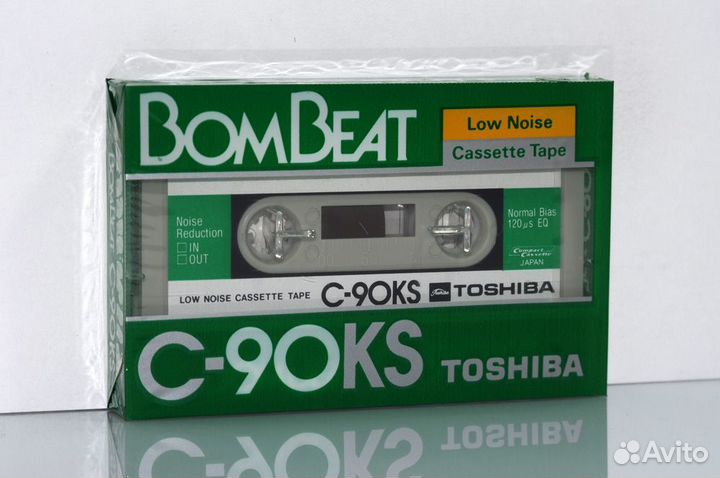 BOMBEAT
Low Noise
Cassette Tape
Noise
Reduction
IN
OUT
Normal Bias
120μs EQ
Compact
Cassette
JAPAN
LOW NOISE CASSETTE TAPE C-90KS Toshiba TOSHIBA
C-90KS TOSHIBA
Avito